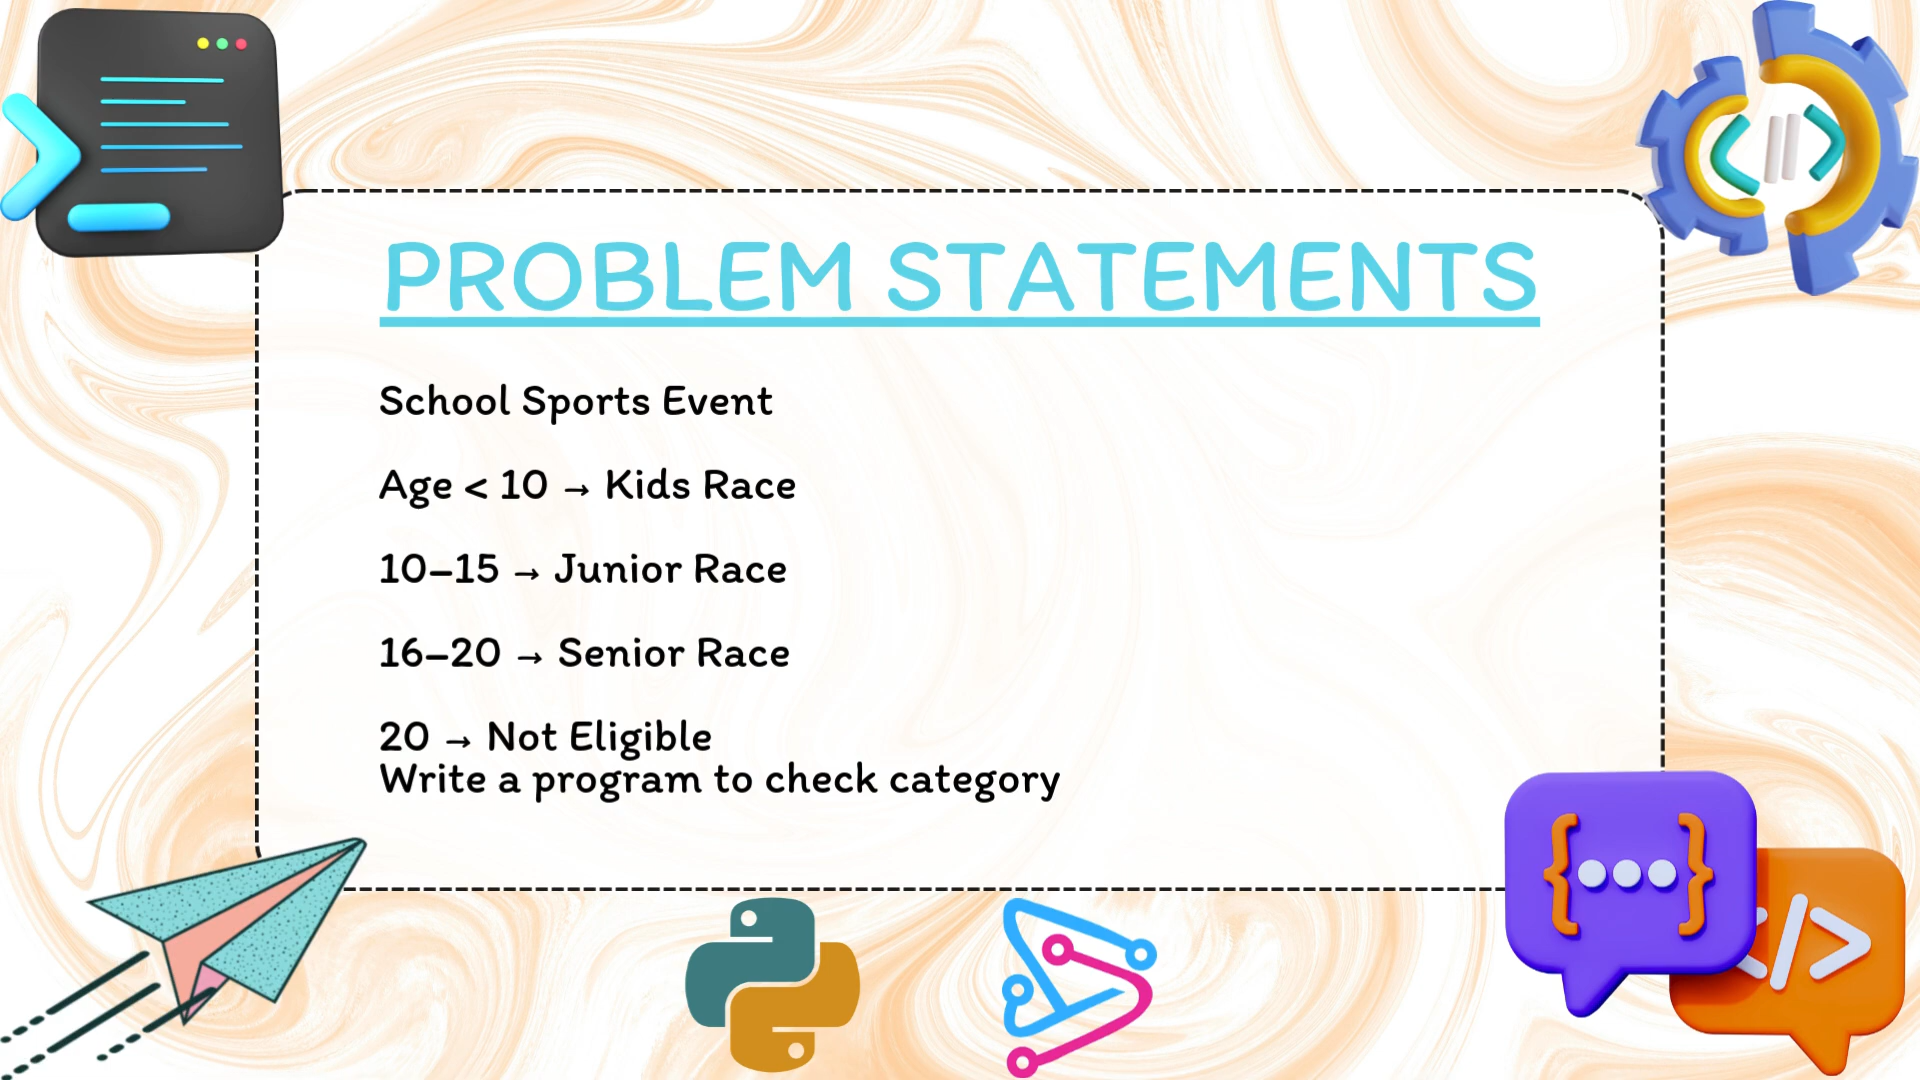 PROBLEM STATEMENTS
School Sports Event
Age < 10 → Kids Race
10–15 → Junior Race
16–20 → Senior Race
20 → Not Eligible
Write a program to check category